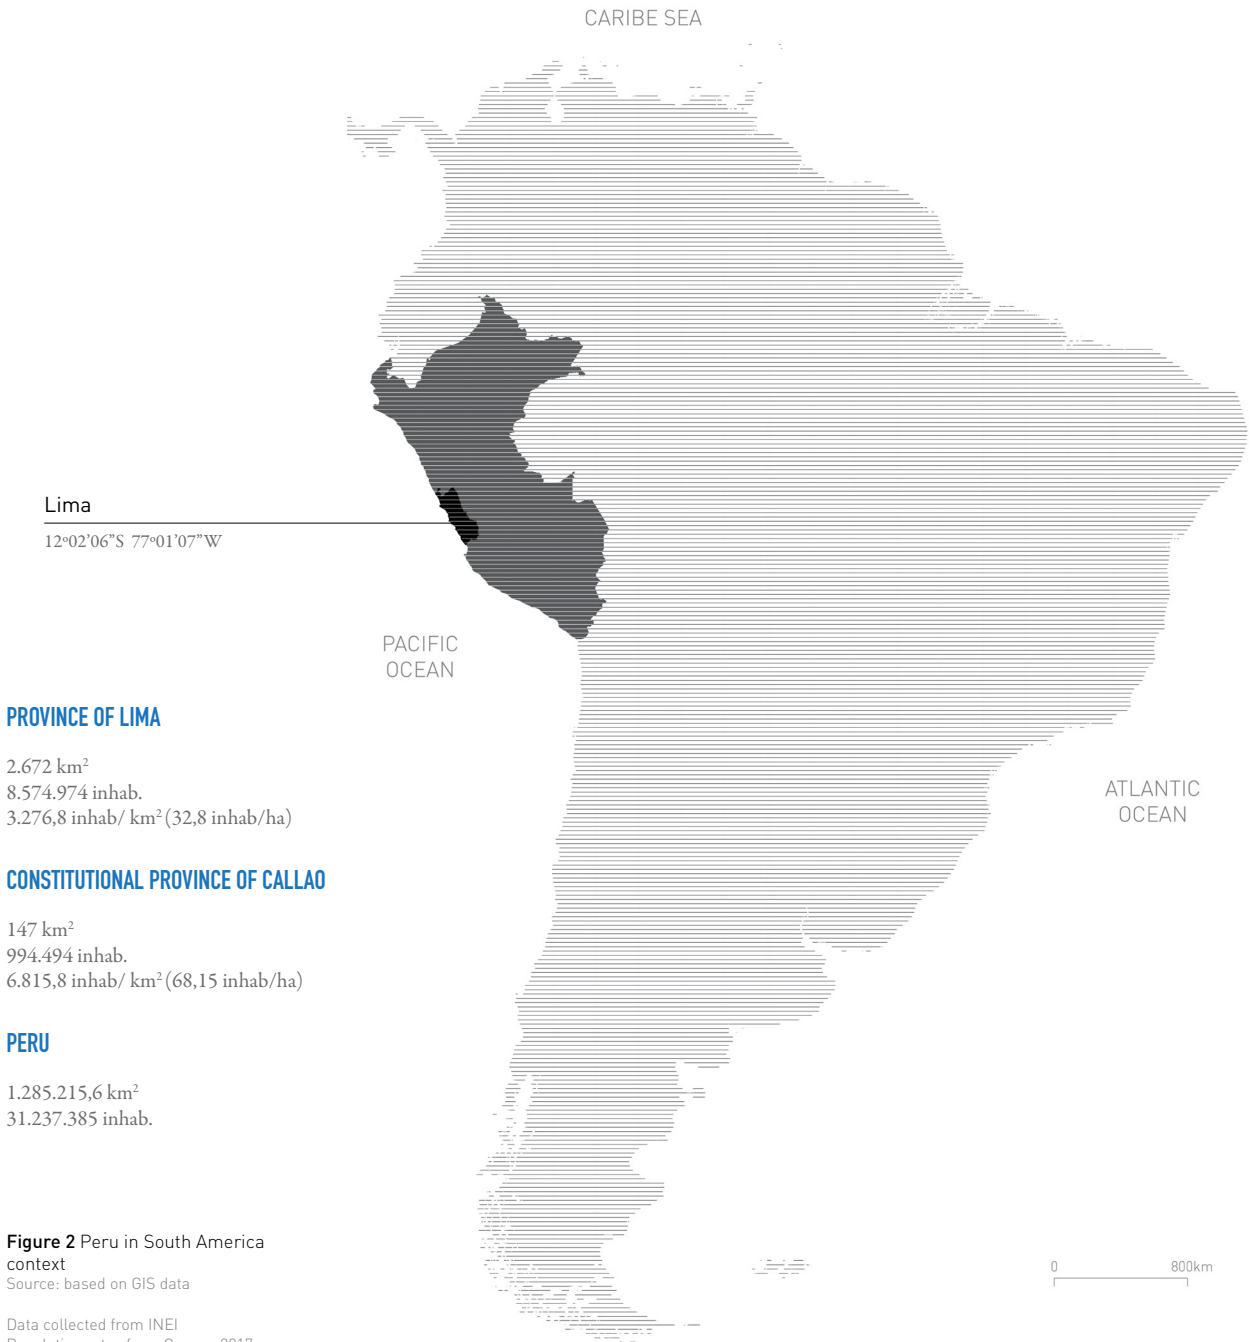 CARIBE SEA
Lima
12º02’06”S 77º01’07”W
PACIFIC
OCEAN
PROVINCE OF LIMA
2.672 km²
8.574.974 inhab.
3.276,8 inhab/ km² (32,8 inhab/ha)
ATLANTIC
OCEAN
CONSTITUTIONAL PROVINCE OF CALLAO
147 km²
994.494 inhab.
6.815,8 inhab/ km² (68,15 inhab/ha)
PERU
1.285.215,6 km²
31.237.385 inhab.
Figure 2 Peru in South America
context
Source: based on GIS data
0 800km
Data collected from INEI